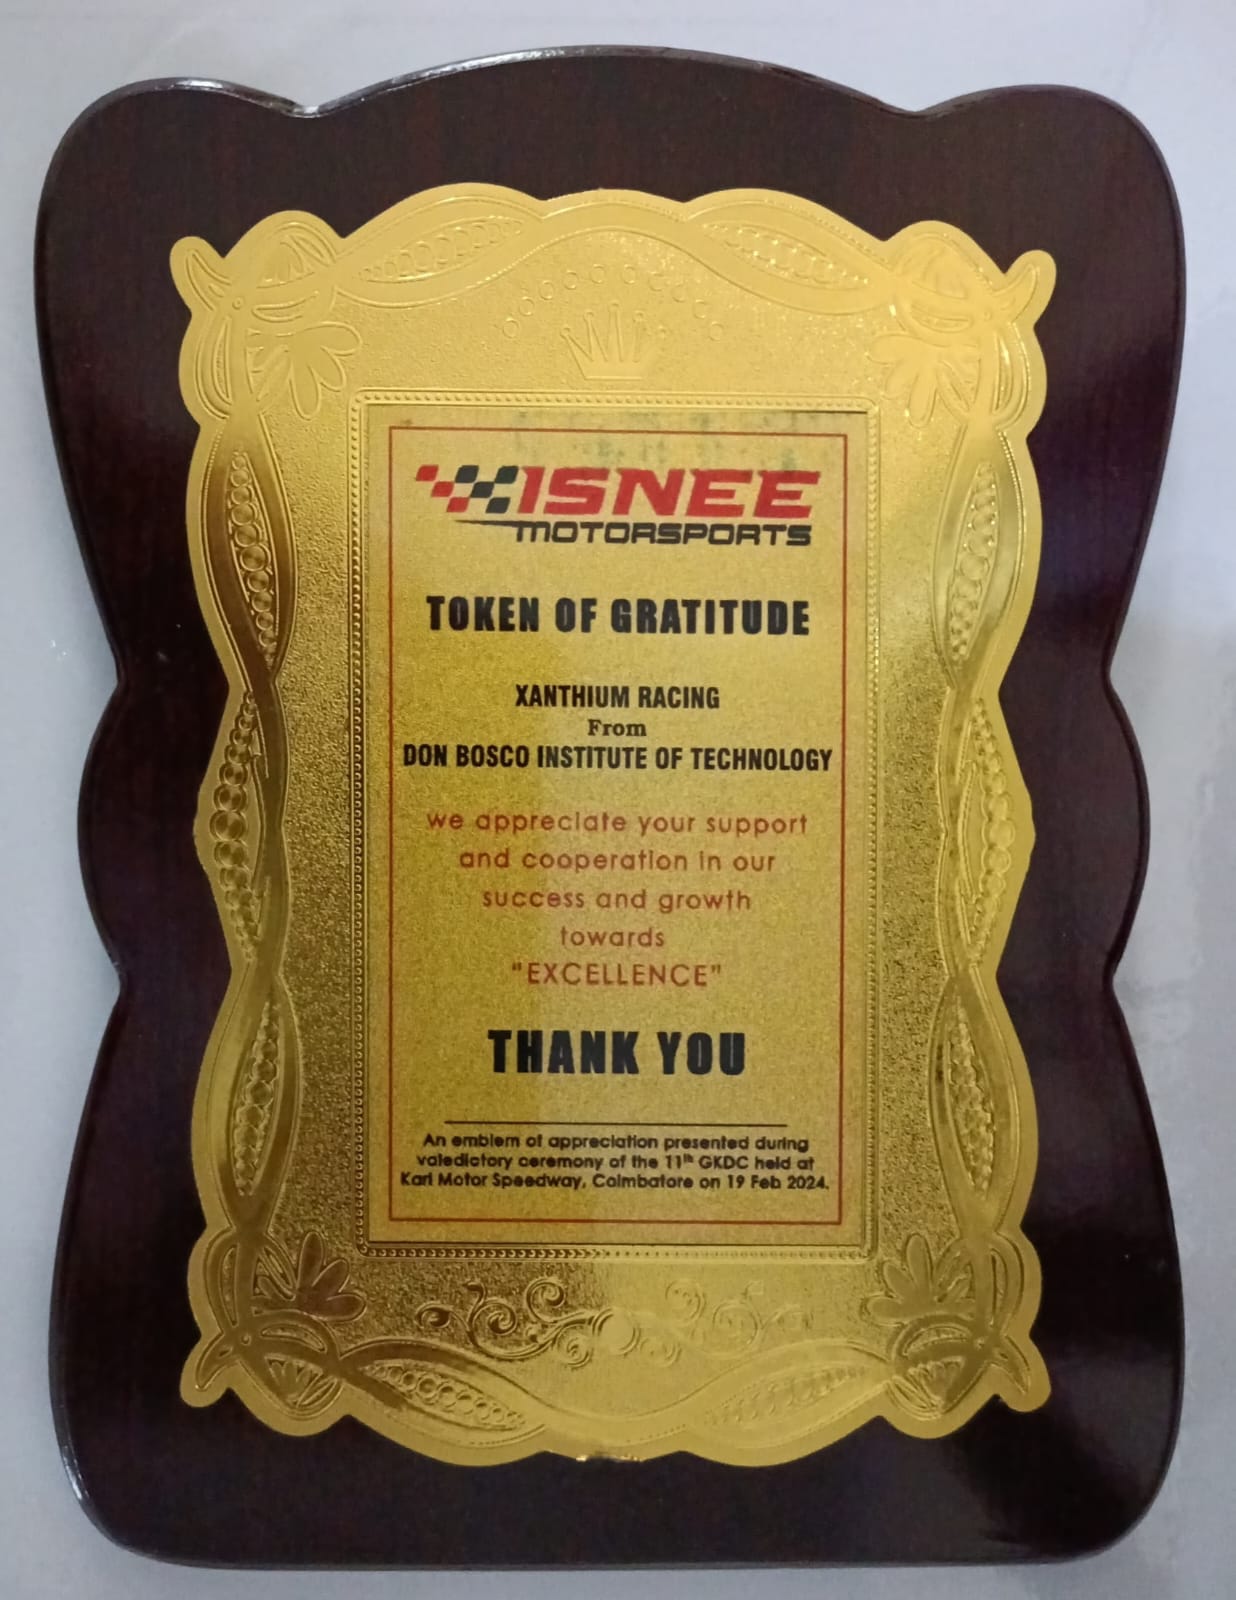 ISNEE
MOTORSPORTS
TOKEN OF GRATITUDE
XANTHIUM RACING
From
DON BOSCO INSTITUTE OF TECHNOLOGY
we appreciate your support
and cooperation in our
success and growth
towards
"EXCELLENCE"
THANK YOU
An emblem of appreciation presented during
valedictory ceremony of the 11th GKDC held at
Kari Motor Speedway, Coimbatore on 19 Feb 2024.